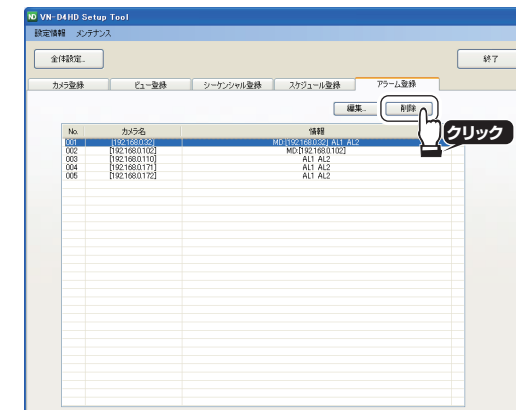 VN-D4HD Setup Tool
設定情報 メンテナンス
全体設定... 終了
カメラ登録 ビュー登録 シーケンシャル登録 スケジュール登録 アラーム登録
編集... 削除
クリック
No. カメラ名 情報
001 [192.168.0.32] MD:[192.168.0.32] AL1 AL2
002 [192.168.0.102] MD:[192.168.0.102]
003 [192.168.0.110] AL1 AL2
004 [192.168.0.171] AL1 AL2
005 [192.168.0.172] AL1 AL2